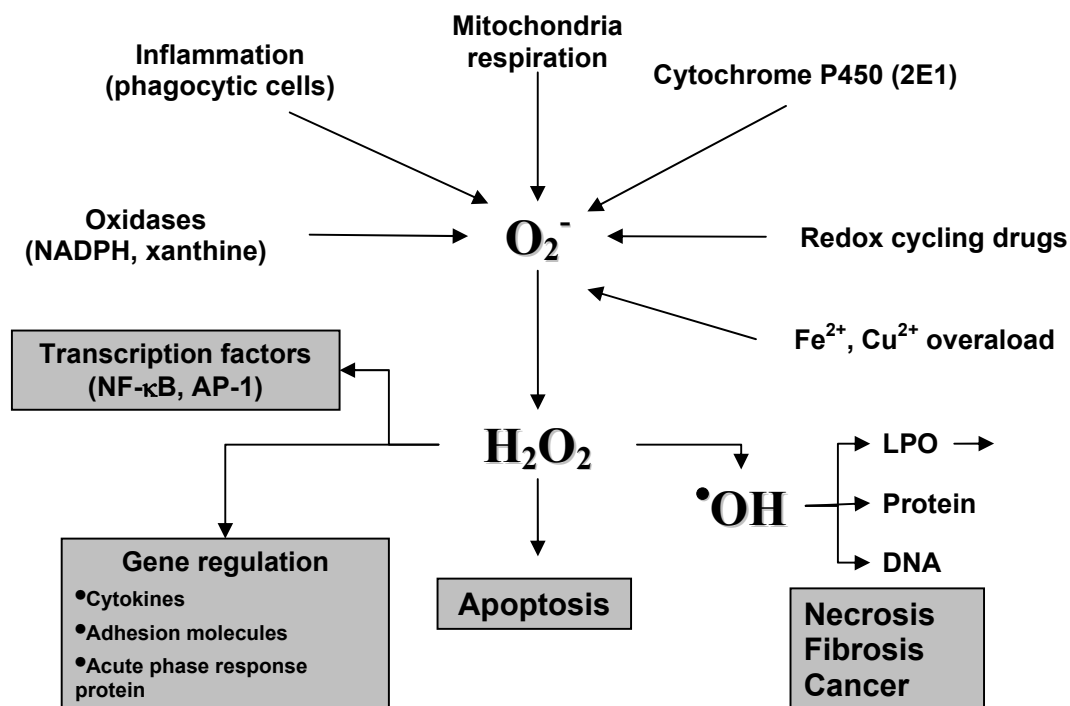 Mitochondria
respiration
Inflammation
(phagocytic cells)
Cytochrome P450 (2E1)
Oxidases
(NADPH, xanthine)
O₂⁻
Redox cycling drugs
Fe²⁺, Cu²⁺ overaload
Transcription factors
(NF-κB, AP-1)
H₂O₂
LPO
•OH
Protein
DNA
Gene regulation
•Cytokines
•Adhesion molecules
•Acute phase response
protein
Apoptosis
Necrosis
Fibrosis
Cancer